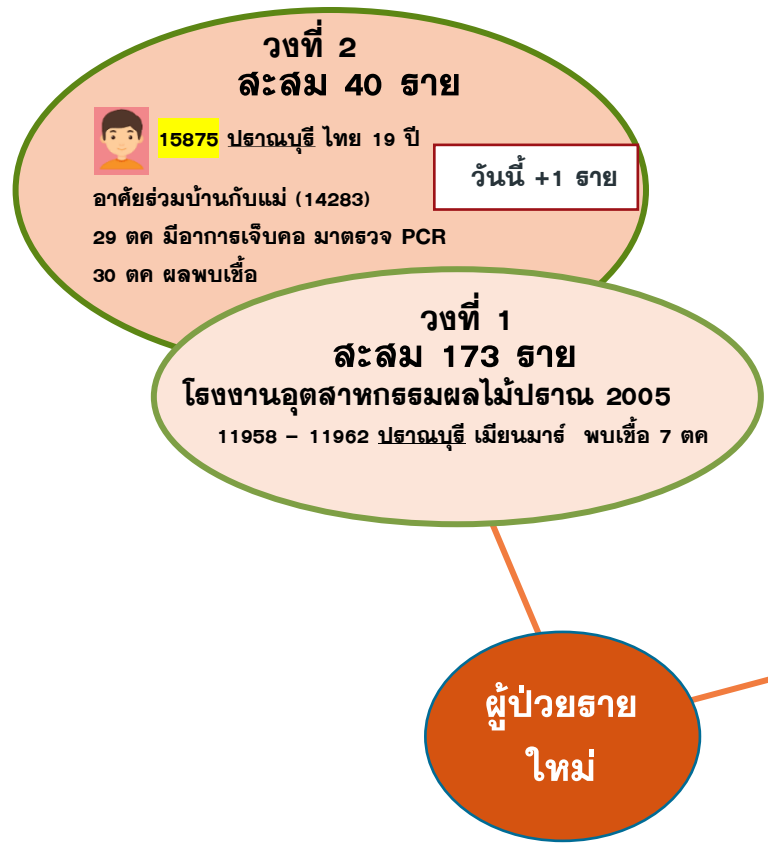 วงที่ 2
สะสม 40 ราย
15875 ปราณบุรี ไทย 19 ปี
วันนี้ +1 ราย
อาศัยร่วมบ้านกับแม่ (14283)
29 ตค มีอาการเจ็บคอ มาตรวจ PCR
30 ตค ผลพบเชื้อ
วงที่ 1
สะสม 173 ราย
โรงงานอุตสาหกรรมผลไม้ปราณ 2005
11958 – 11962 ปราณบุรี เมียนมาร์ พบเชื้อ 7 ตค
ผู้ป่วยราย
ใหม่